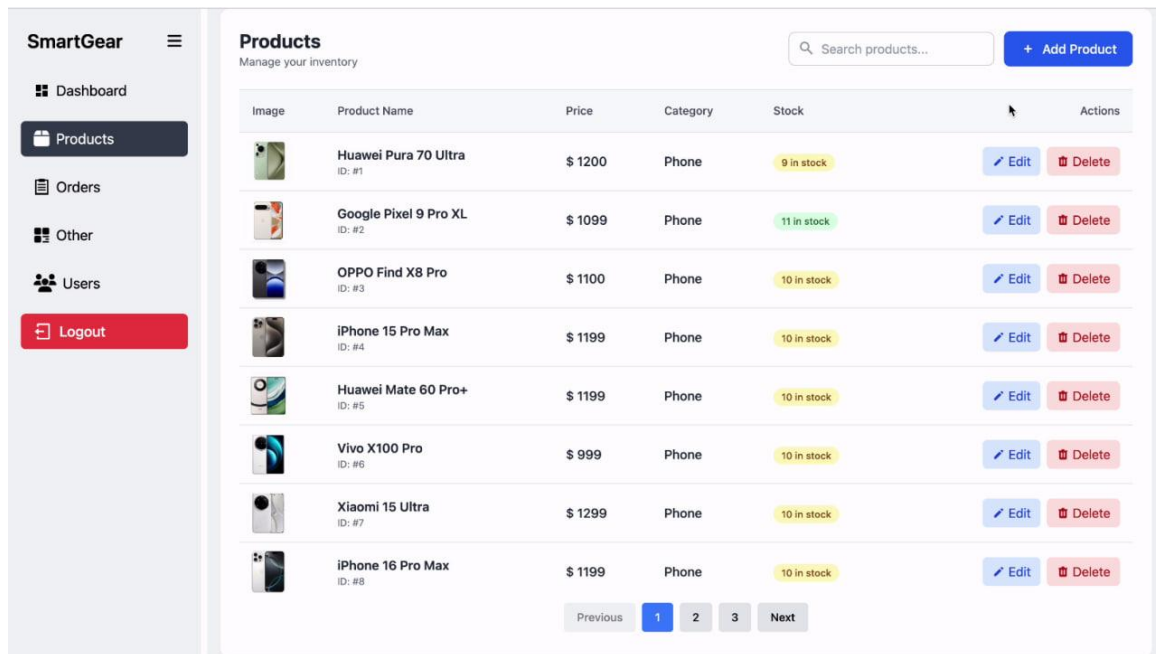 SmartGear
Dashboard
Products
Orders
Other
Users
Logout
Products
Manage your inventory
Search products...
+ Add Product
Image Product Name Price Category Stock Actions
Huawei Pura 70 Ultra $ 1200 Phone 9 in stock Edit Delete
ID: #1
Google Pixel 9 Pro XL $ 1099 Phone 11 in stock Edit Delete
ID: #2
OPPO Find X8 Pro $ 1100 Phone 10 in stock Edit Delete
ID: #3
iPhone 15 Pro Max $ 1199 Phone 10 in stock Edit Delete
ID: #4
Huawei Mate 60 Pro+ $ 1199 Phone 10 in stock Edit Delete
ID: #5
Vivo X100 Pro $ 999 Phone 10 in stock Edit Delete
ID: #6
Xiaomi 15 Ultra $ 1299 Phone 10 in stock Edit Delete
ID: #7
iPhone 16 Pro Max $ 1199 Phone 10 in stock Edit Delete
ID: #8
Previous 1 2 3 Next